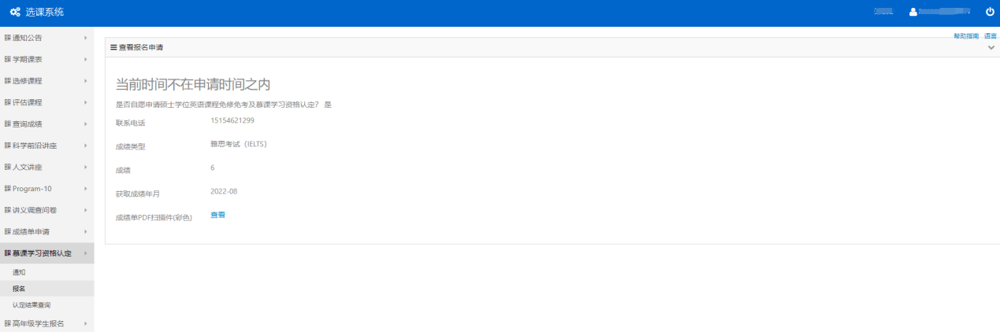 选课系统
帮助指南 语言
通知公告
学期课表
选修课程
评估课程
查询成绩
科学前沿讲座
人文讲座
Program-10
讲义调查问卷
成绩单申请
慕课学习资格认定
通知
报名
认定结果查询
高年级学生报名
查看报名申请
当前时间不在申请时间之内
是否自愿申请硕士学位英语课程免修免考及慕课学习资格认定? 是
联系电话 15154621299
成绩类型 雅思考试(IELTS)
成绩 6
获取成绩年月 2022-08
成绩单PDF扫描件(彩色) 查看